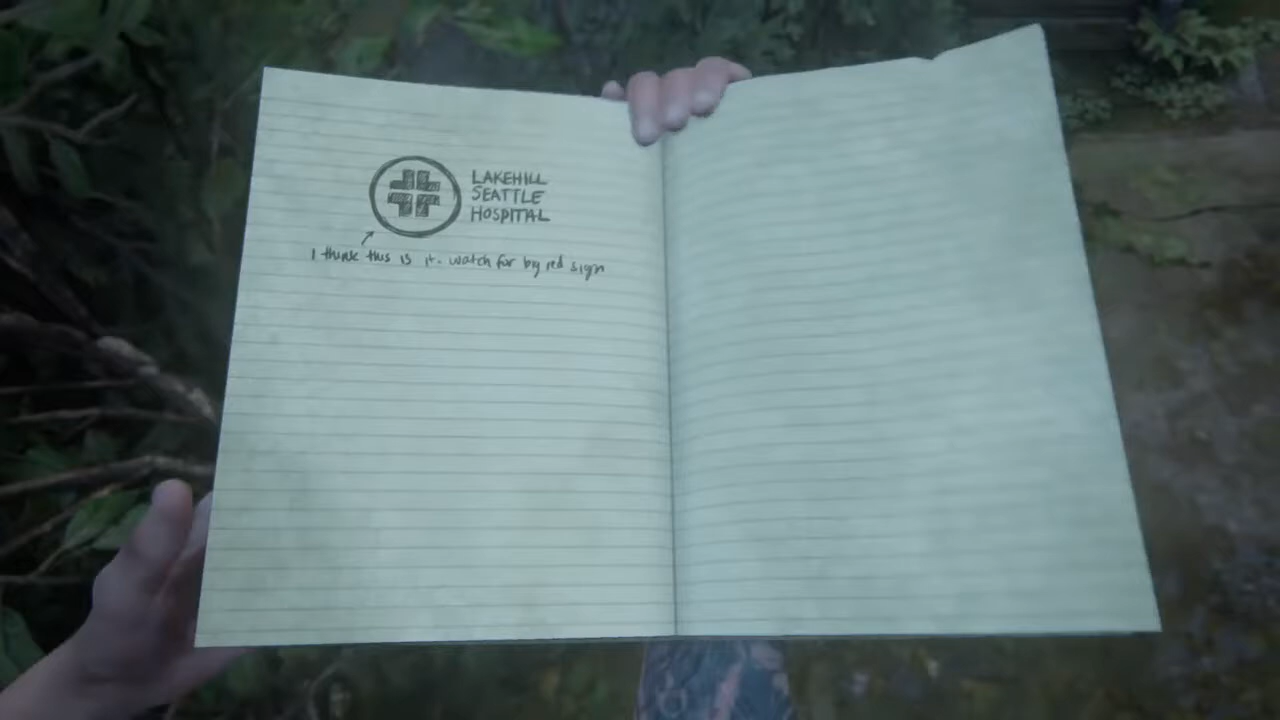 LAKEHILL
SEATTLE
HOSPITAL
I think this is it. watch for big red sign